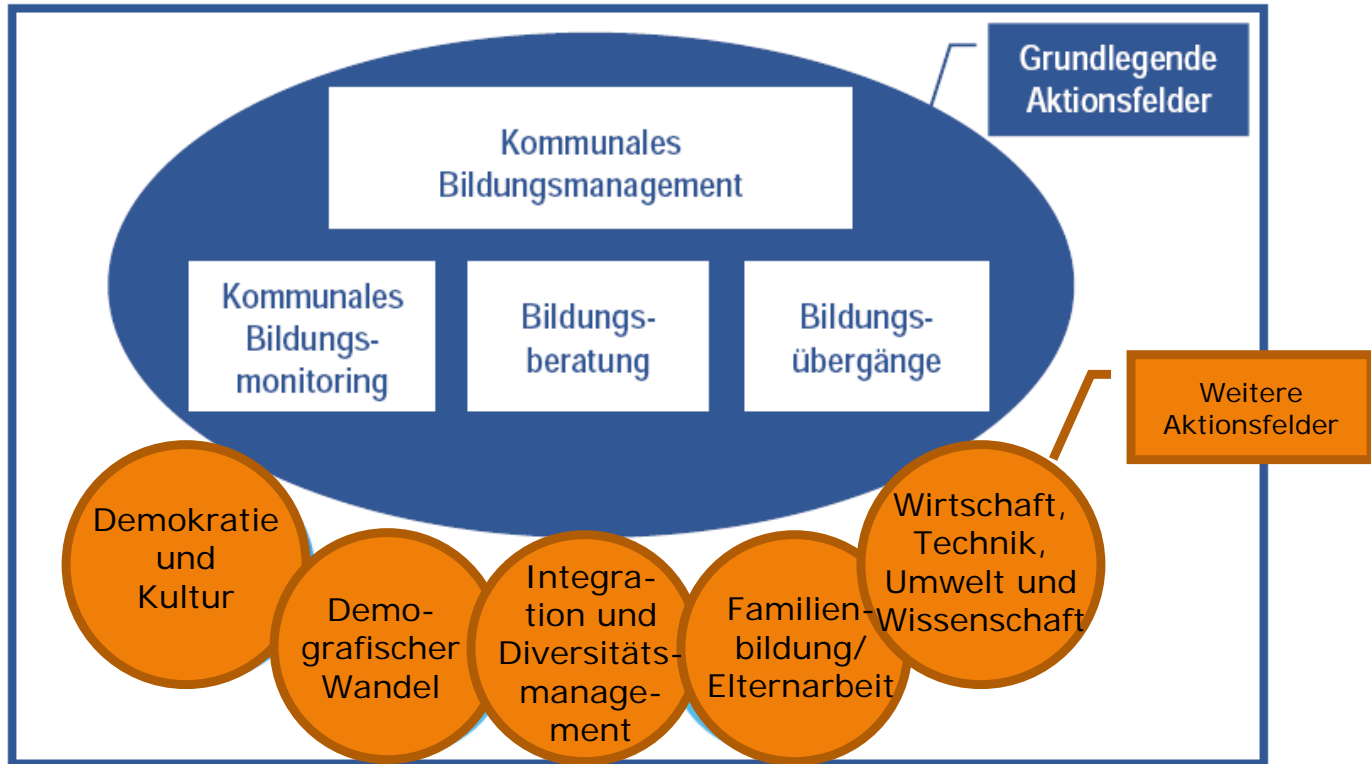 Grundlegende
Aktionsfelder
Kommunales
Bildungsmanagement
Kommunales
Bildungs-
monitoring
Bildungs-
beratung
Bildungs-
übergänge
Weitere
Aktionsfelder
Demokratie
und
Kultur
Demo-
grafischer
Wandel
Integra-
tion und
Diversitäts-
manage-
ment
Familien-
bildung/
Elternarbeit
Wirtschaft,
Technik,
Umwelt und
Wissenschaft